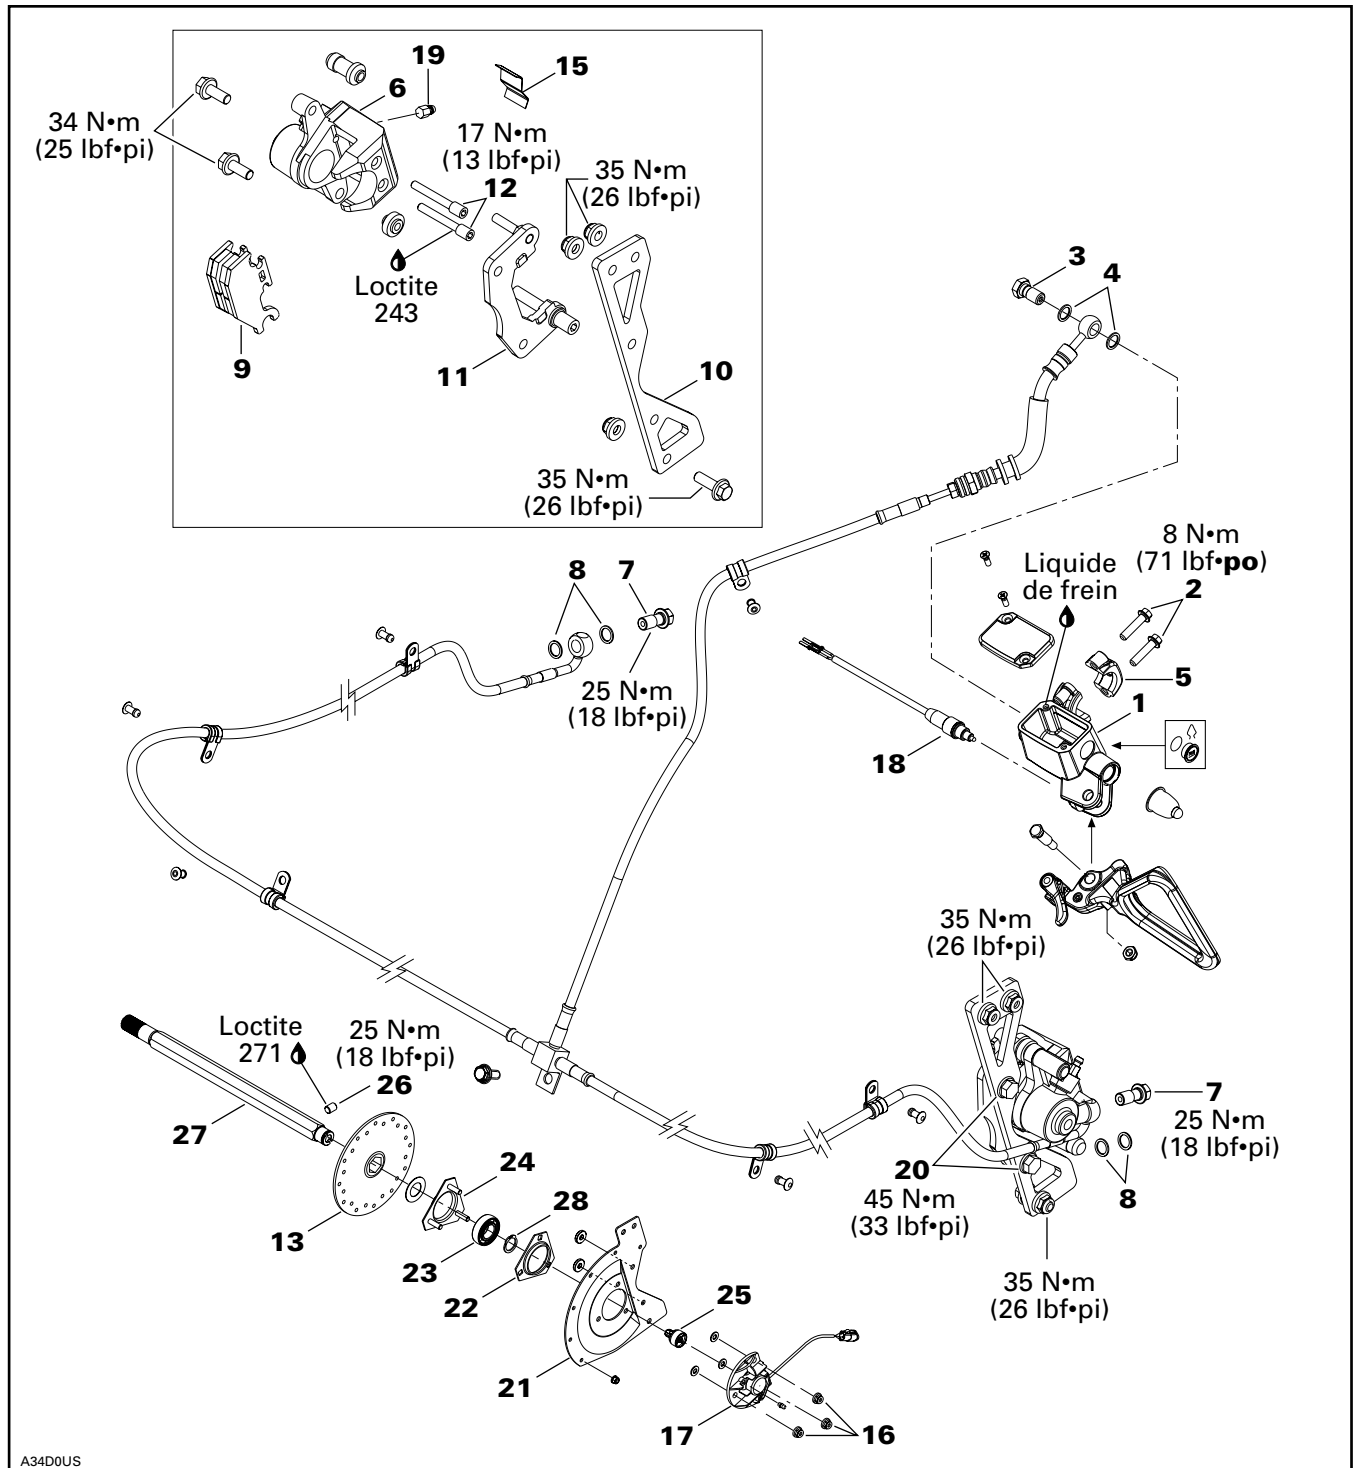 19
15
6
34 N•m
(25 lbf•pi)
17 N•m
(13 lbf•pi)
35 N•m
(26 lbf•pi)
12
Loctite
243
9
11
10
35 N•m
(26 lbf•pi)
3
4
8 N•m
(71 lbf•po)
Liquide
de frein
2
8
7
25 N•m
(18 lbf•pi)
5
1
18
35 N•m
(26 lbf•pi)
Loctite
271
25 N•m
(18 lbf•pi)
26
27
7
25 N•m
(18 lbf•pi)
20
45 N•m
(33 lbf•pi)
8
24
28
13
23
22
25
35 N•m
(26 lbf•pi)
21
17
16
A34D0US